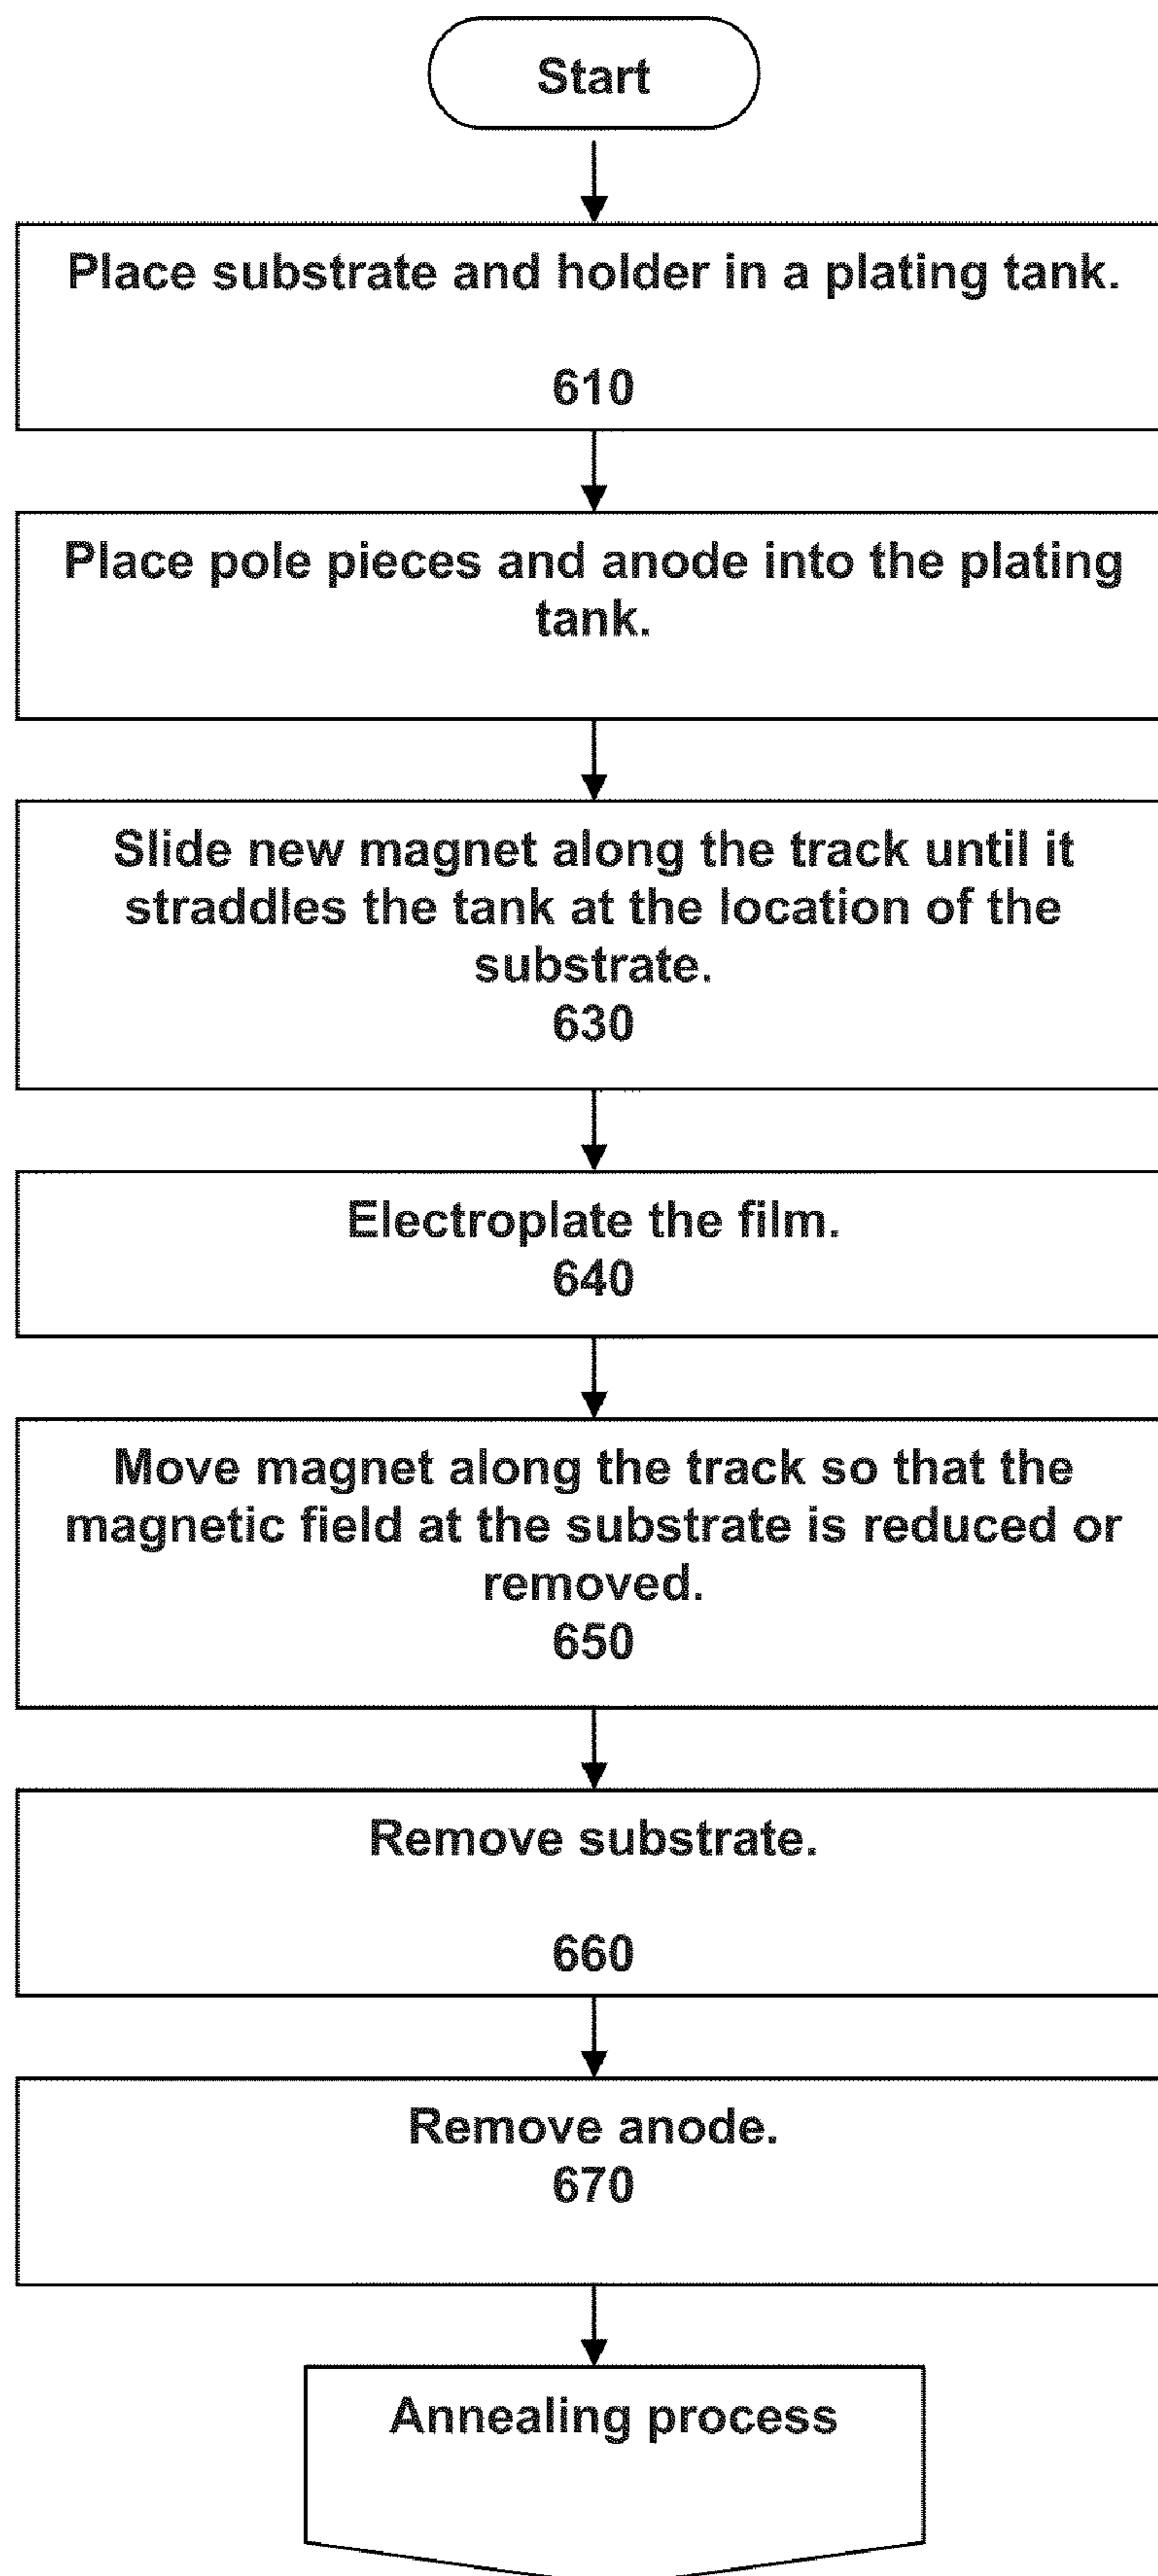 Start
Place substrate and holder in a plating tank.
610
Place pole pieces and anode into the plating
tank.
Slide new magnet along the track until it
straddles the tank at the location of the
substrate.
630
Electroplate the film.
640
Move magnet along the track so that the
magnetic field at the substrate is reduced or
removed.
650
Remove substrate.
660
Remove anode.
670
Annealing process